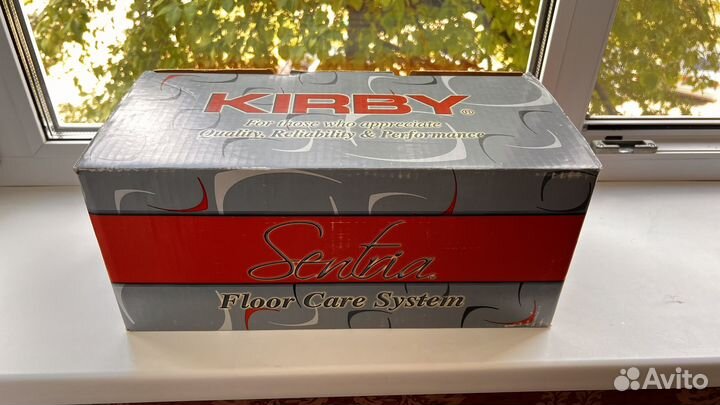 KIRBY®
For those who appreciate
Quality, Reliability & Performance
Sentria®
Floor Care System
Avito